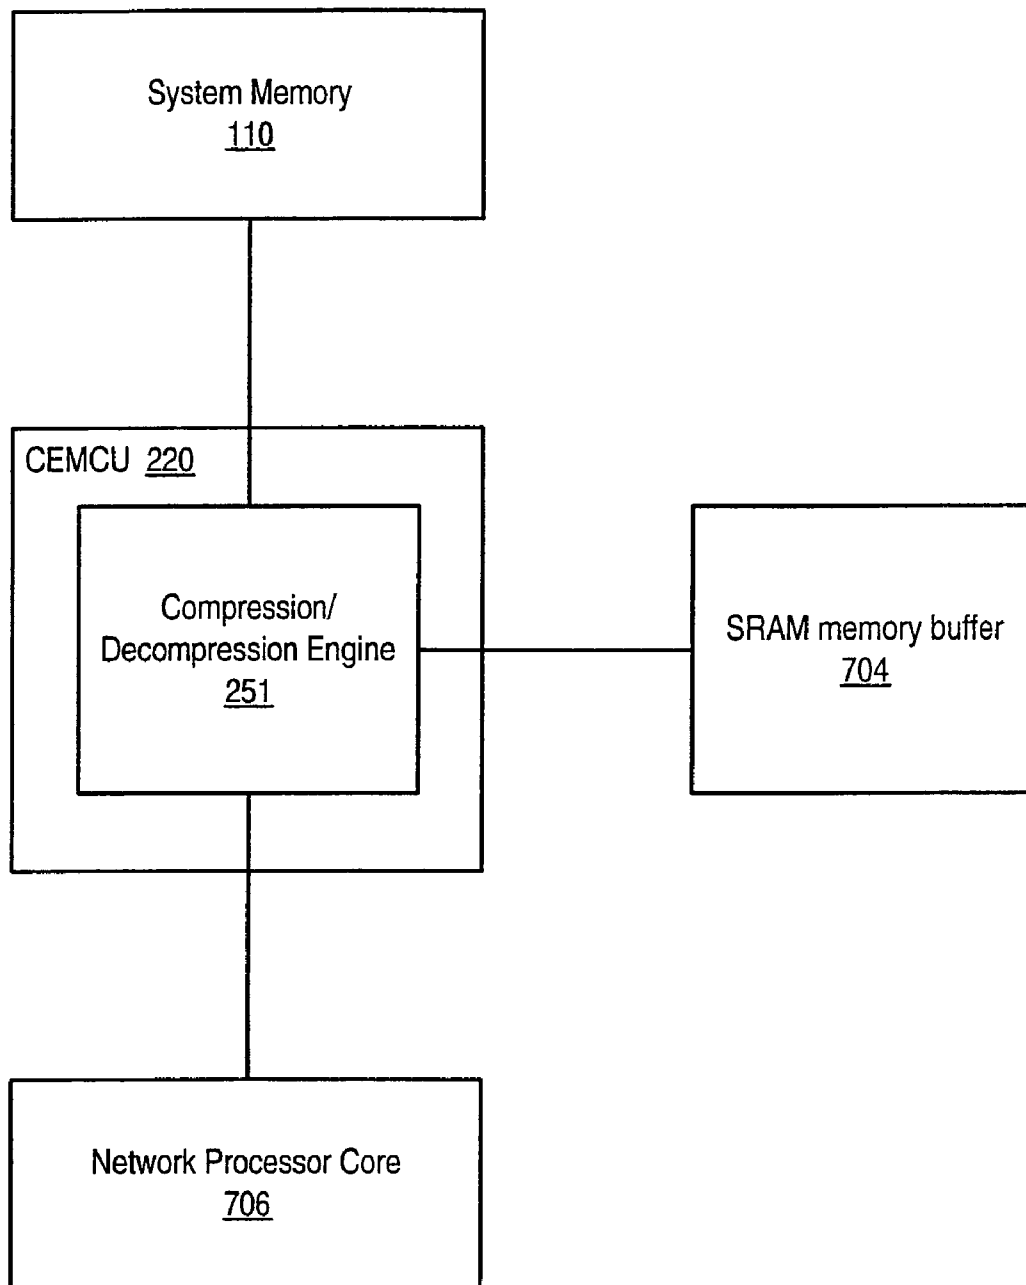 System Memory
110
CEMCU 220
Compression/
Decompression Engine
251
SRAM memory buffer
704
Network Processor Core
706